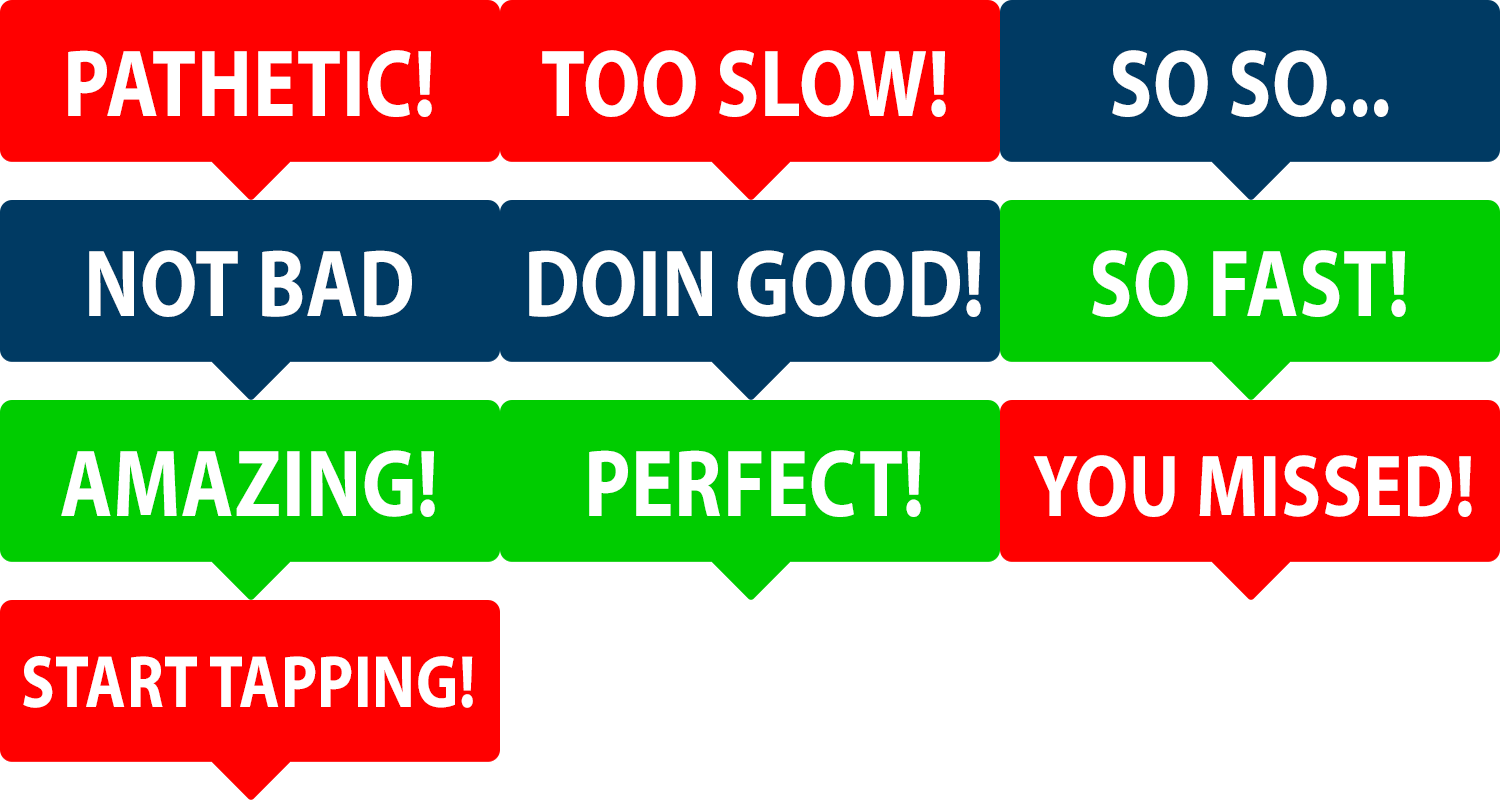 PATHETIC!
TOO SLOW!
SO SO...
NOT BAD
DOIN GOOD!
SO FAST!
AMAZING!
PERFECT!
YOU MISSED!
START TAPPING!